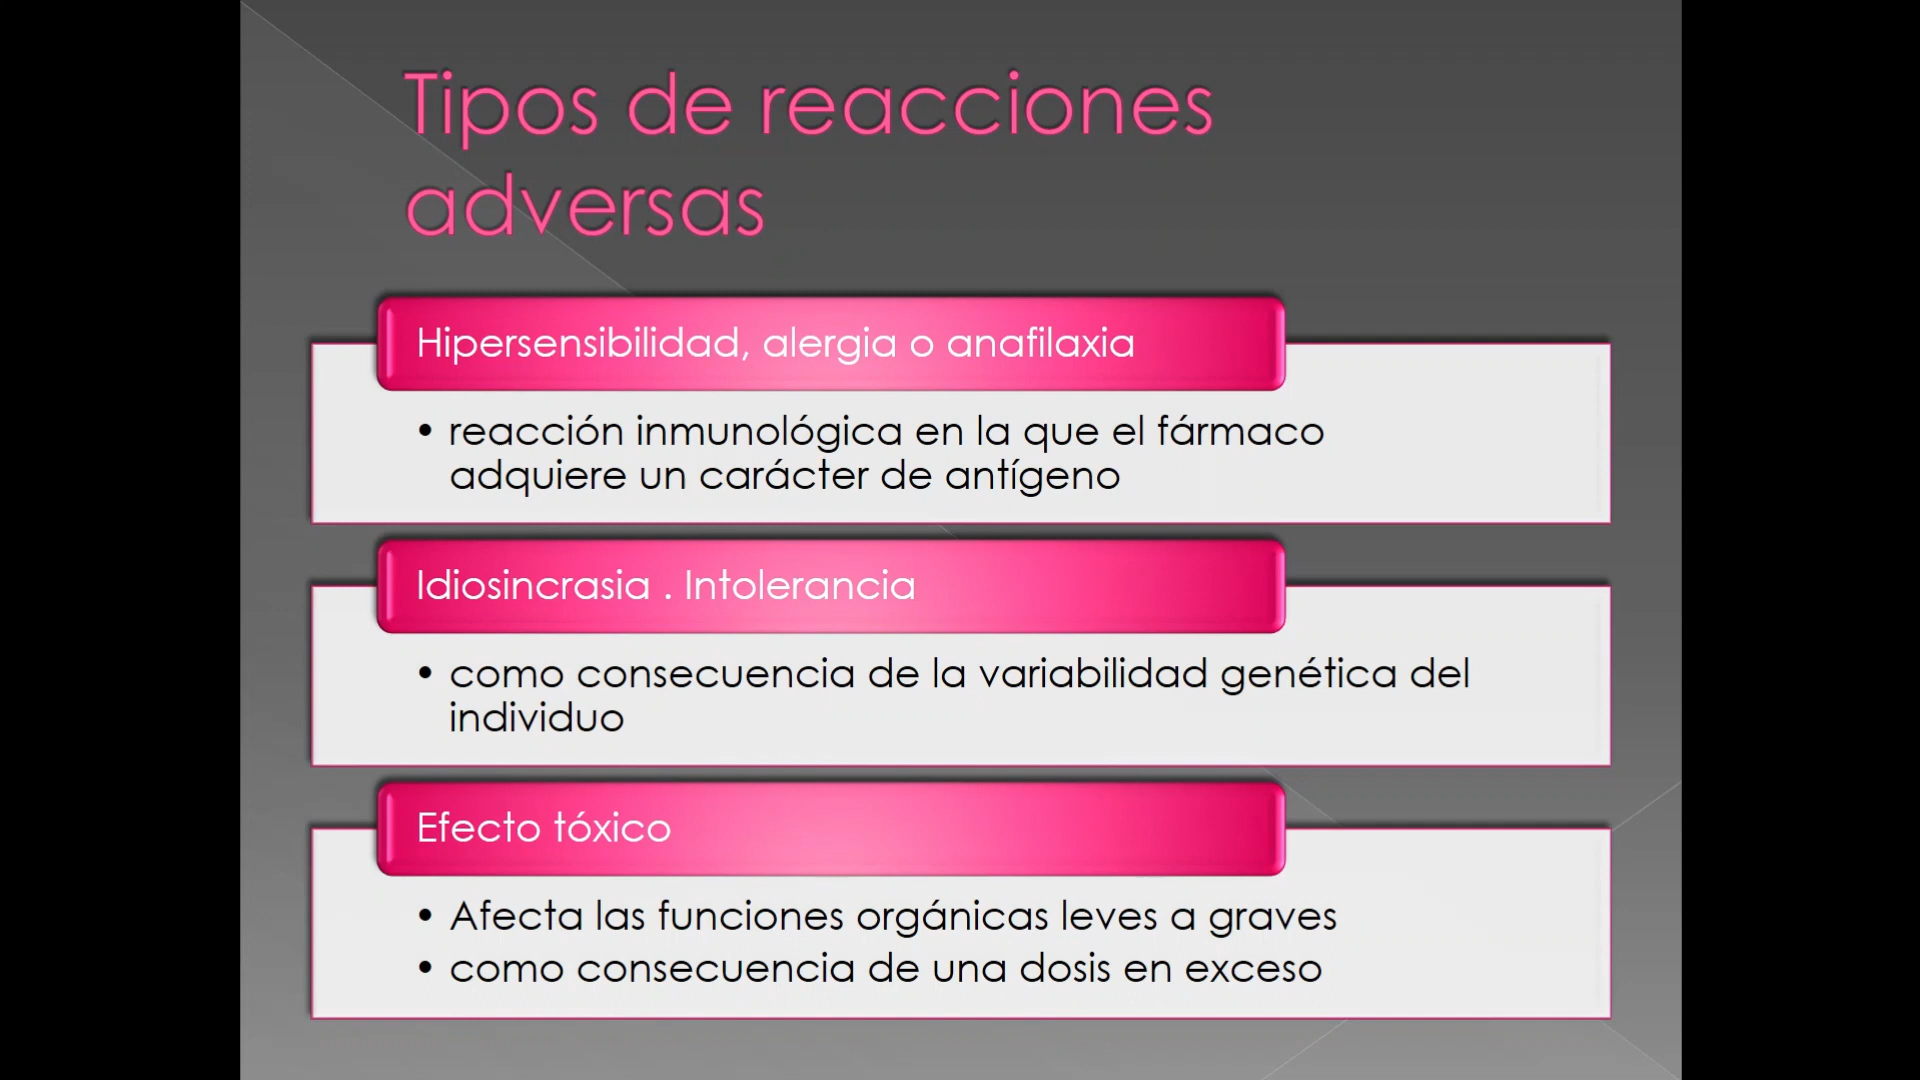 Tipos de reacciones
adversas
Hipersensibilidad, alergia o anafilaxia
• reacción inmunológica en la que el fármaco
adquiere un carácter de antígeno
Idiosincrasia . Intolerancia
• como consecuencia de la variabilidad genética del
individuo
Efecto tóxico
• Afecta las funciones orgánicas leves a graves
• como consecuencia de una dosis en exceso